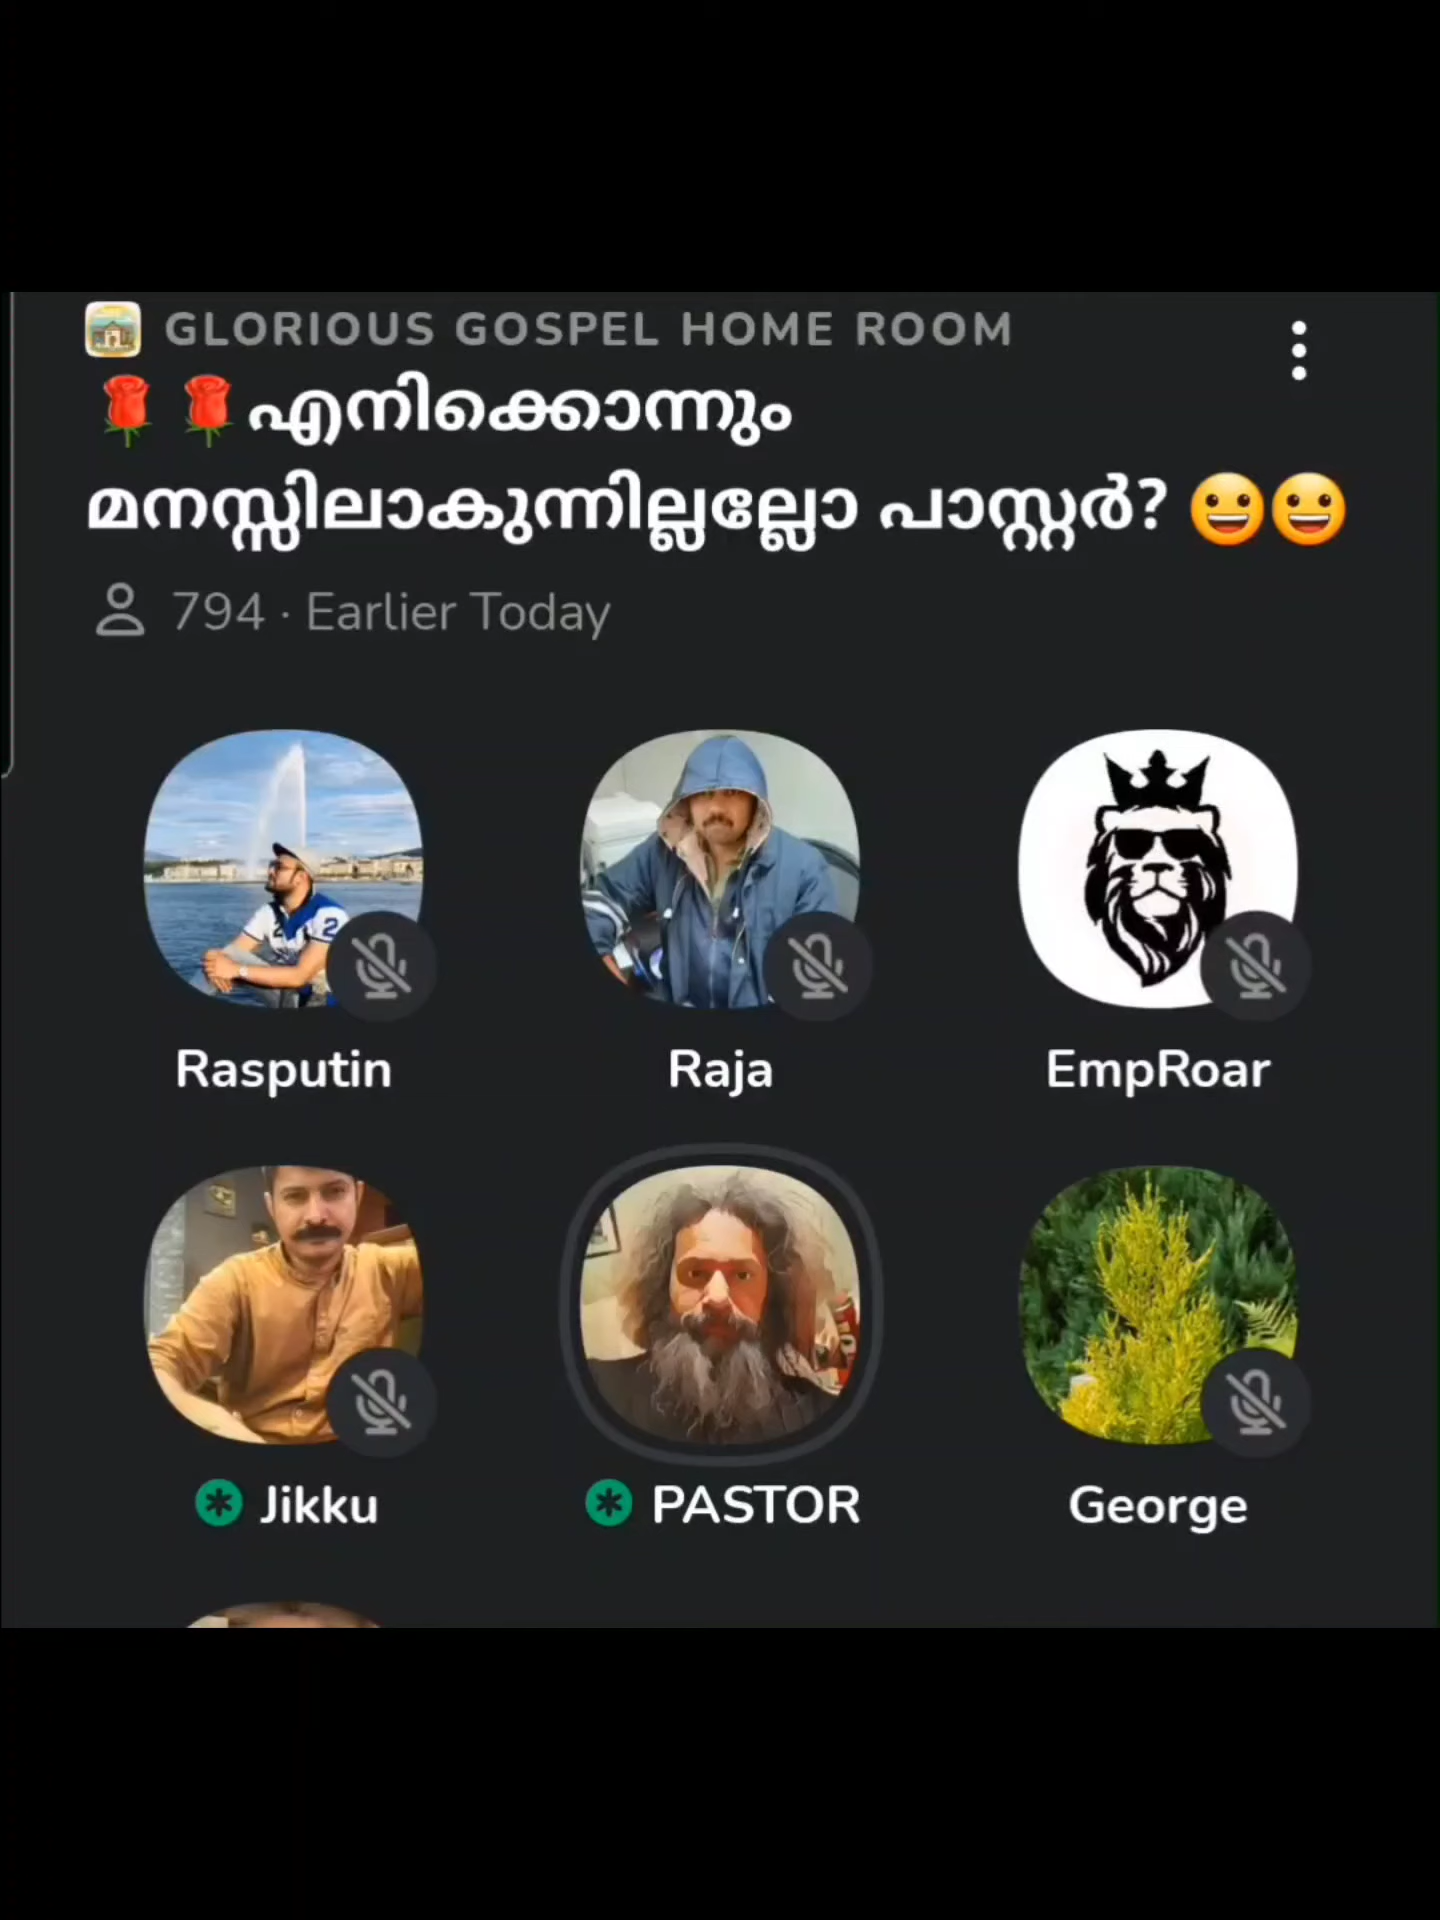 GLORIOUS GOSPEL HOME ROOM
🌹🌹എനിക്കൊന്നും
മനസ്സിലാകുന്നില്ലല്ലോ പാസ്റ്റർ? 😀😀
794 · Earlier Today
Rasputin
Raja
EmpRoar
Jikku
PASTOR
George